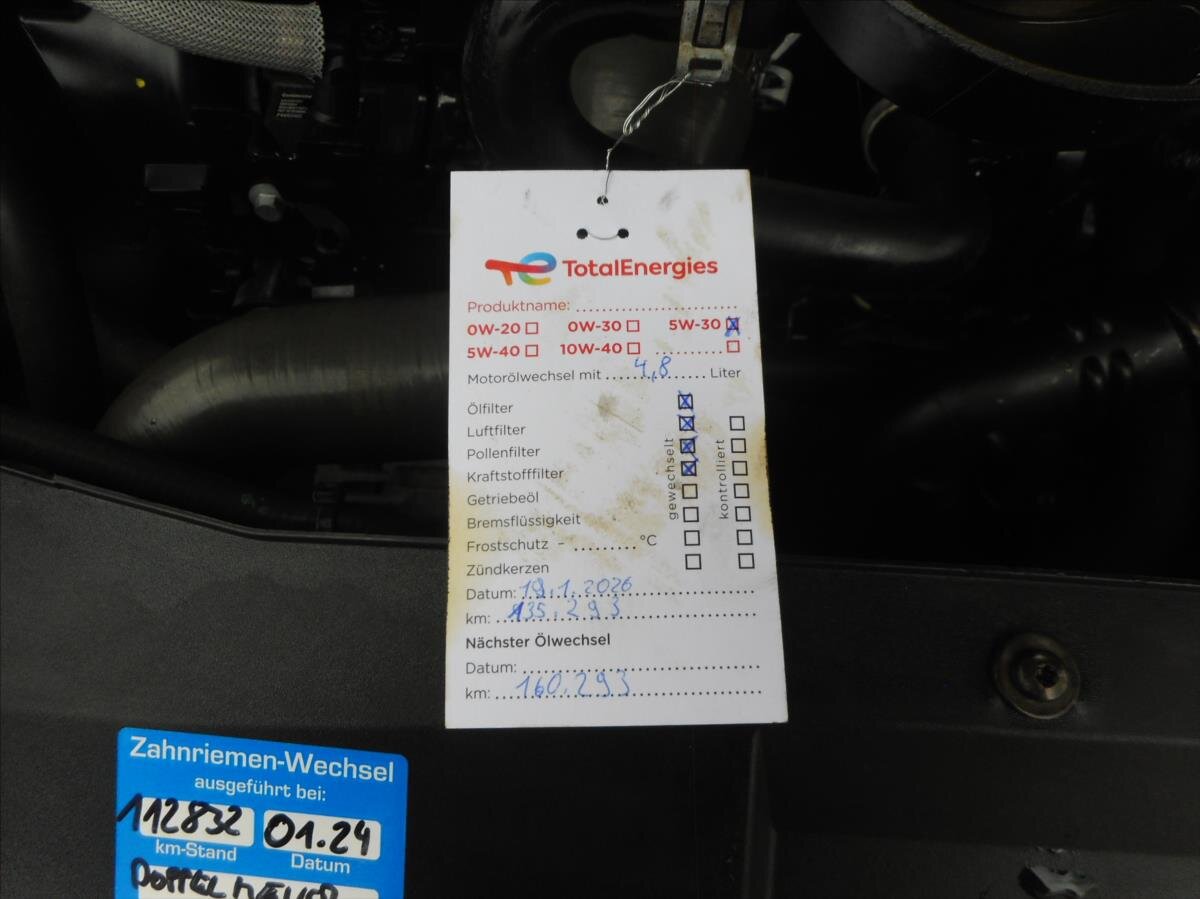 TotalEnergies
Produktname: ........................
0W-20 ☐ 0W-30 ☐ 5W-30 ☒
5W-40 ☐ 10W-40 ☐ .......... ☐
Motorölwechsel mit ....4,8.... Liter
Ölfilter ☒
Luftfilter ☒ ☐
Pollenfilter ☒ ☐
Kraftstofffilter ☒ ☐
Getriebeöl ☐ ☐
Bremsflüssigkeit ☐ ☐
Frostschutz - ......... °C ☐ ☐
Zündkerzen ☐ ☐
gewechselt
kontrolliert
Datum: 19.1.2026
km: 135.293
Nächster Ölwechsel
Datum: ........................
km: 160.293
Zahnriemen-Wechsel
ausgeführt bei:
112832 01.24
km-Stand Datum